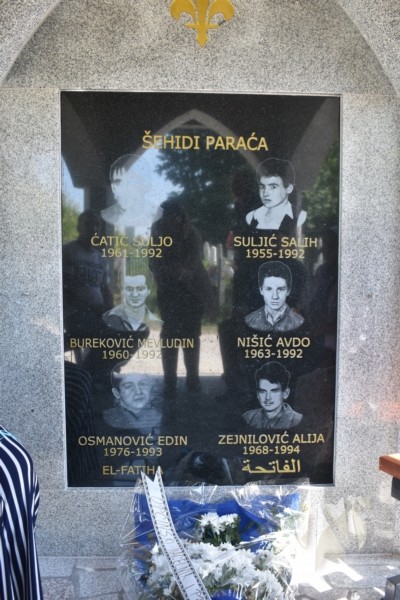 ŠEHIDI PARAĆA
ĆATIĆ SULJO
1961-1992
SULJIĆ SALIH
1955-1992
BUREKOVIĆ MEVLUDIN
1960-1992
NIŠIĆ AVDO
1963-1992
OSMANOVIĆ EDIN
1976-1993
ZEJNILOVIĆ ALIJA
1968-1994
EL-FATIHA
الفاتحة